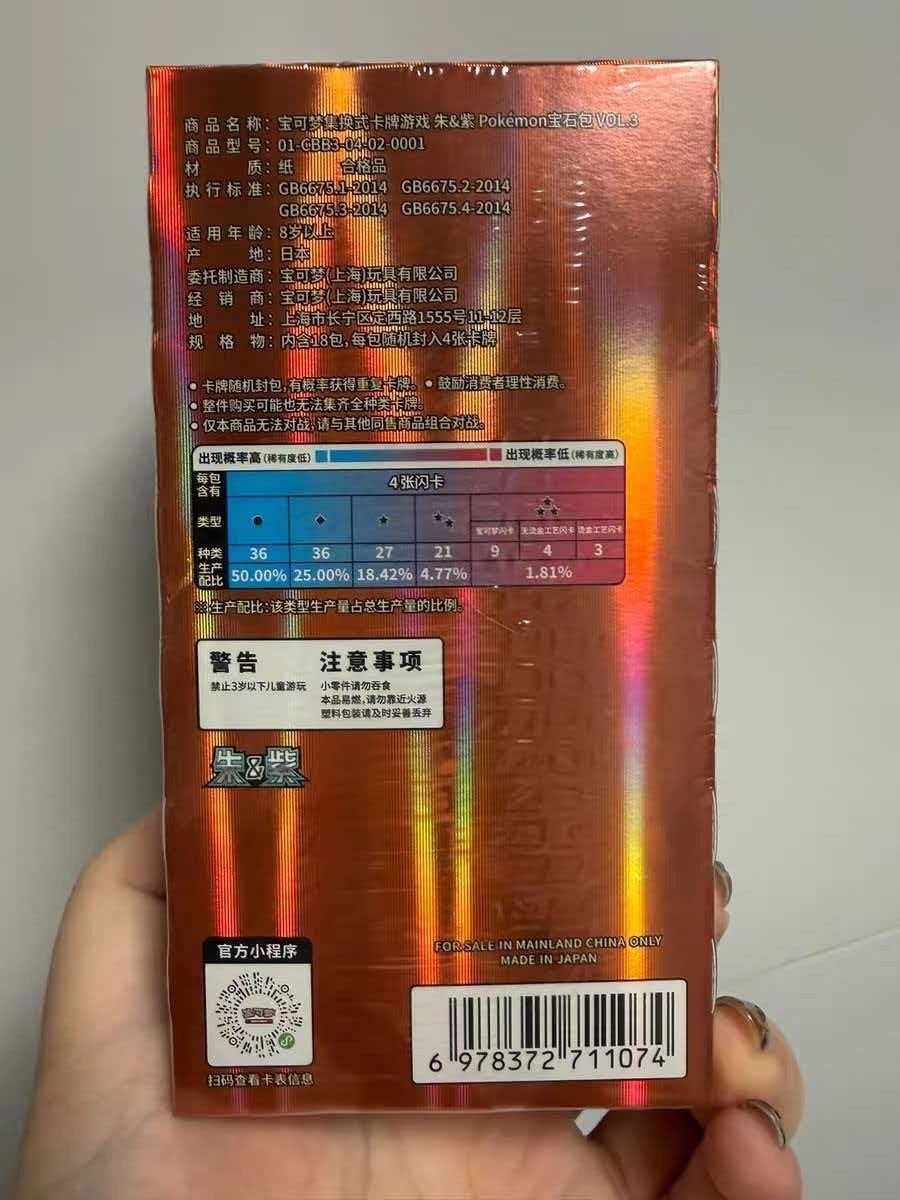 商品名称：宝可梦集换式卡牌游戏 朱&紫 Pokémon宝石包 VOL.3
商品型号：01-CBB3-04-02-0001
材质：纸 合格品
执行标准：GB6675.1-2014 GB6675.2-2014
GB6675.3-2014 GB6675.4-2014
适用年龄：8岁以上
产地：日本
委托制造商：宝可梦(上海)玩具有限公司
经销商：宝可梦(上海)玩具有限公司
地址：上海市长宁区定西路1555号11-12层
规格物：内含18包,每包随机封入4张卡牌
● 卡牌随机封包,有概率获得重复卡牌。 ● 鼓励消费者理性消费。
● 整件购买可能也无法集齐全种类卡牌。
● 仅本商品无法对战,请与其他同售商品组合对战。
出现概率高(稀有度低) 出现概率低(稀有度高)
每包含有 4张闪卡
类型 ● ◆ ★ ★★ ★★★
宝可梦闪卡 无烫金工艺闪卡 烫金工艺闪卡
种类 36 36 27 21 9 4 3
生产配比 50.00% 25.00% 18.42% 4.77% 1.81%
※生产配比：该类型生产量占总生产量的比例。
警告 注意事项
禁止3岁以下儿童游玩 小零件请勿吞食
本品易燃,请勿靠近火源
塑料包装请及时妥善丢弃
朱&紫
官方小程序
宝可梦
扫码查看卡表信息
FOR SALE IN MAINLAND CHINA ONLY
MADE IN JAPAN
6 978372 711074